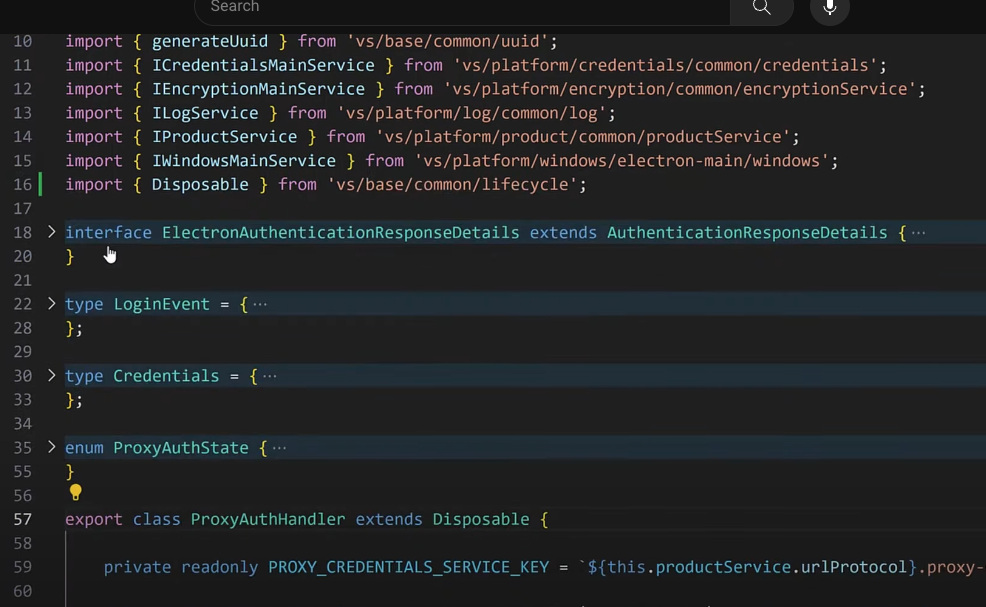 Search
10 import { generateUuid } from 'vs/base/common/uuid';
11 import { ICredentialsMainService } from 'vs/platform/credentials/common/credentials';
12 import { IEncryptionMainService } from 'vs/platform/encryption/common/encryptionService';
13 import { ILogService } from 'vs/platform/log/common/log';
14 import { IProductService } from 'vs/platform/product/common/productService';
15 import { IWindowsMainService } from 'vs/platform/windows/electron-main/windows';
16 import { Disposable } from 'vs/base/common/lifecycle';
17
18 interface ElectronAuthenticationResponseDetails extends AuthenticationResponseDetails {⋯
20 }
21
22 type LoginEvent = {⋯
28 };
29
30 type Credentials = {⋯
33 };
34
35 enum ProxyAuthState {⋯
55 }
56
57 export class ProxyAuthHandler extends Disposable {
58
59 private readonly PROXY_CREDENTIALS_SERVICE_KEY = `${this.productService.urlProtocol}.proxy-
60